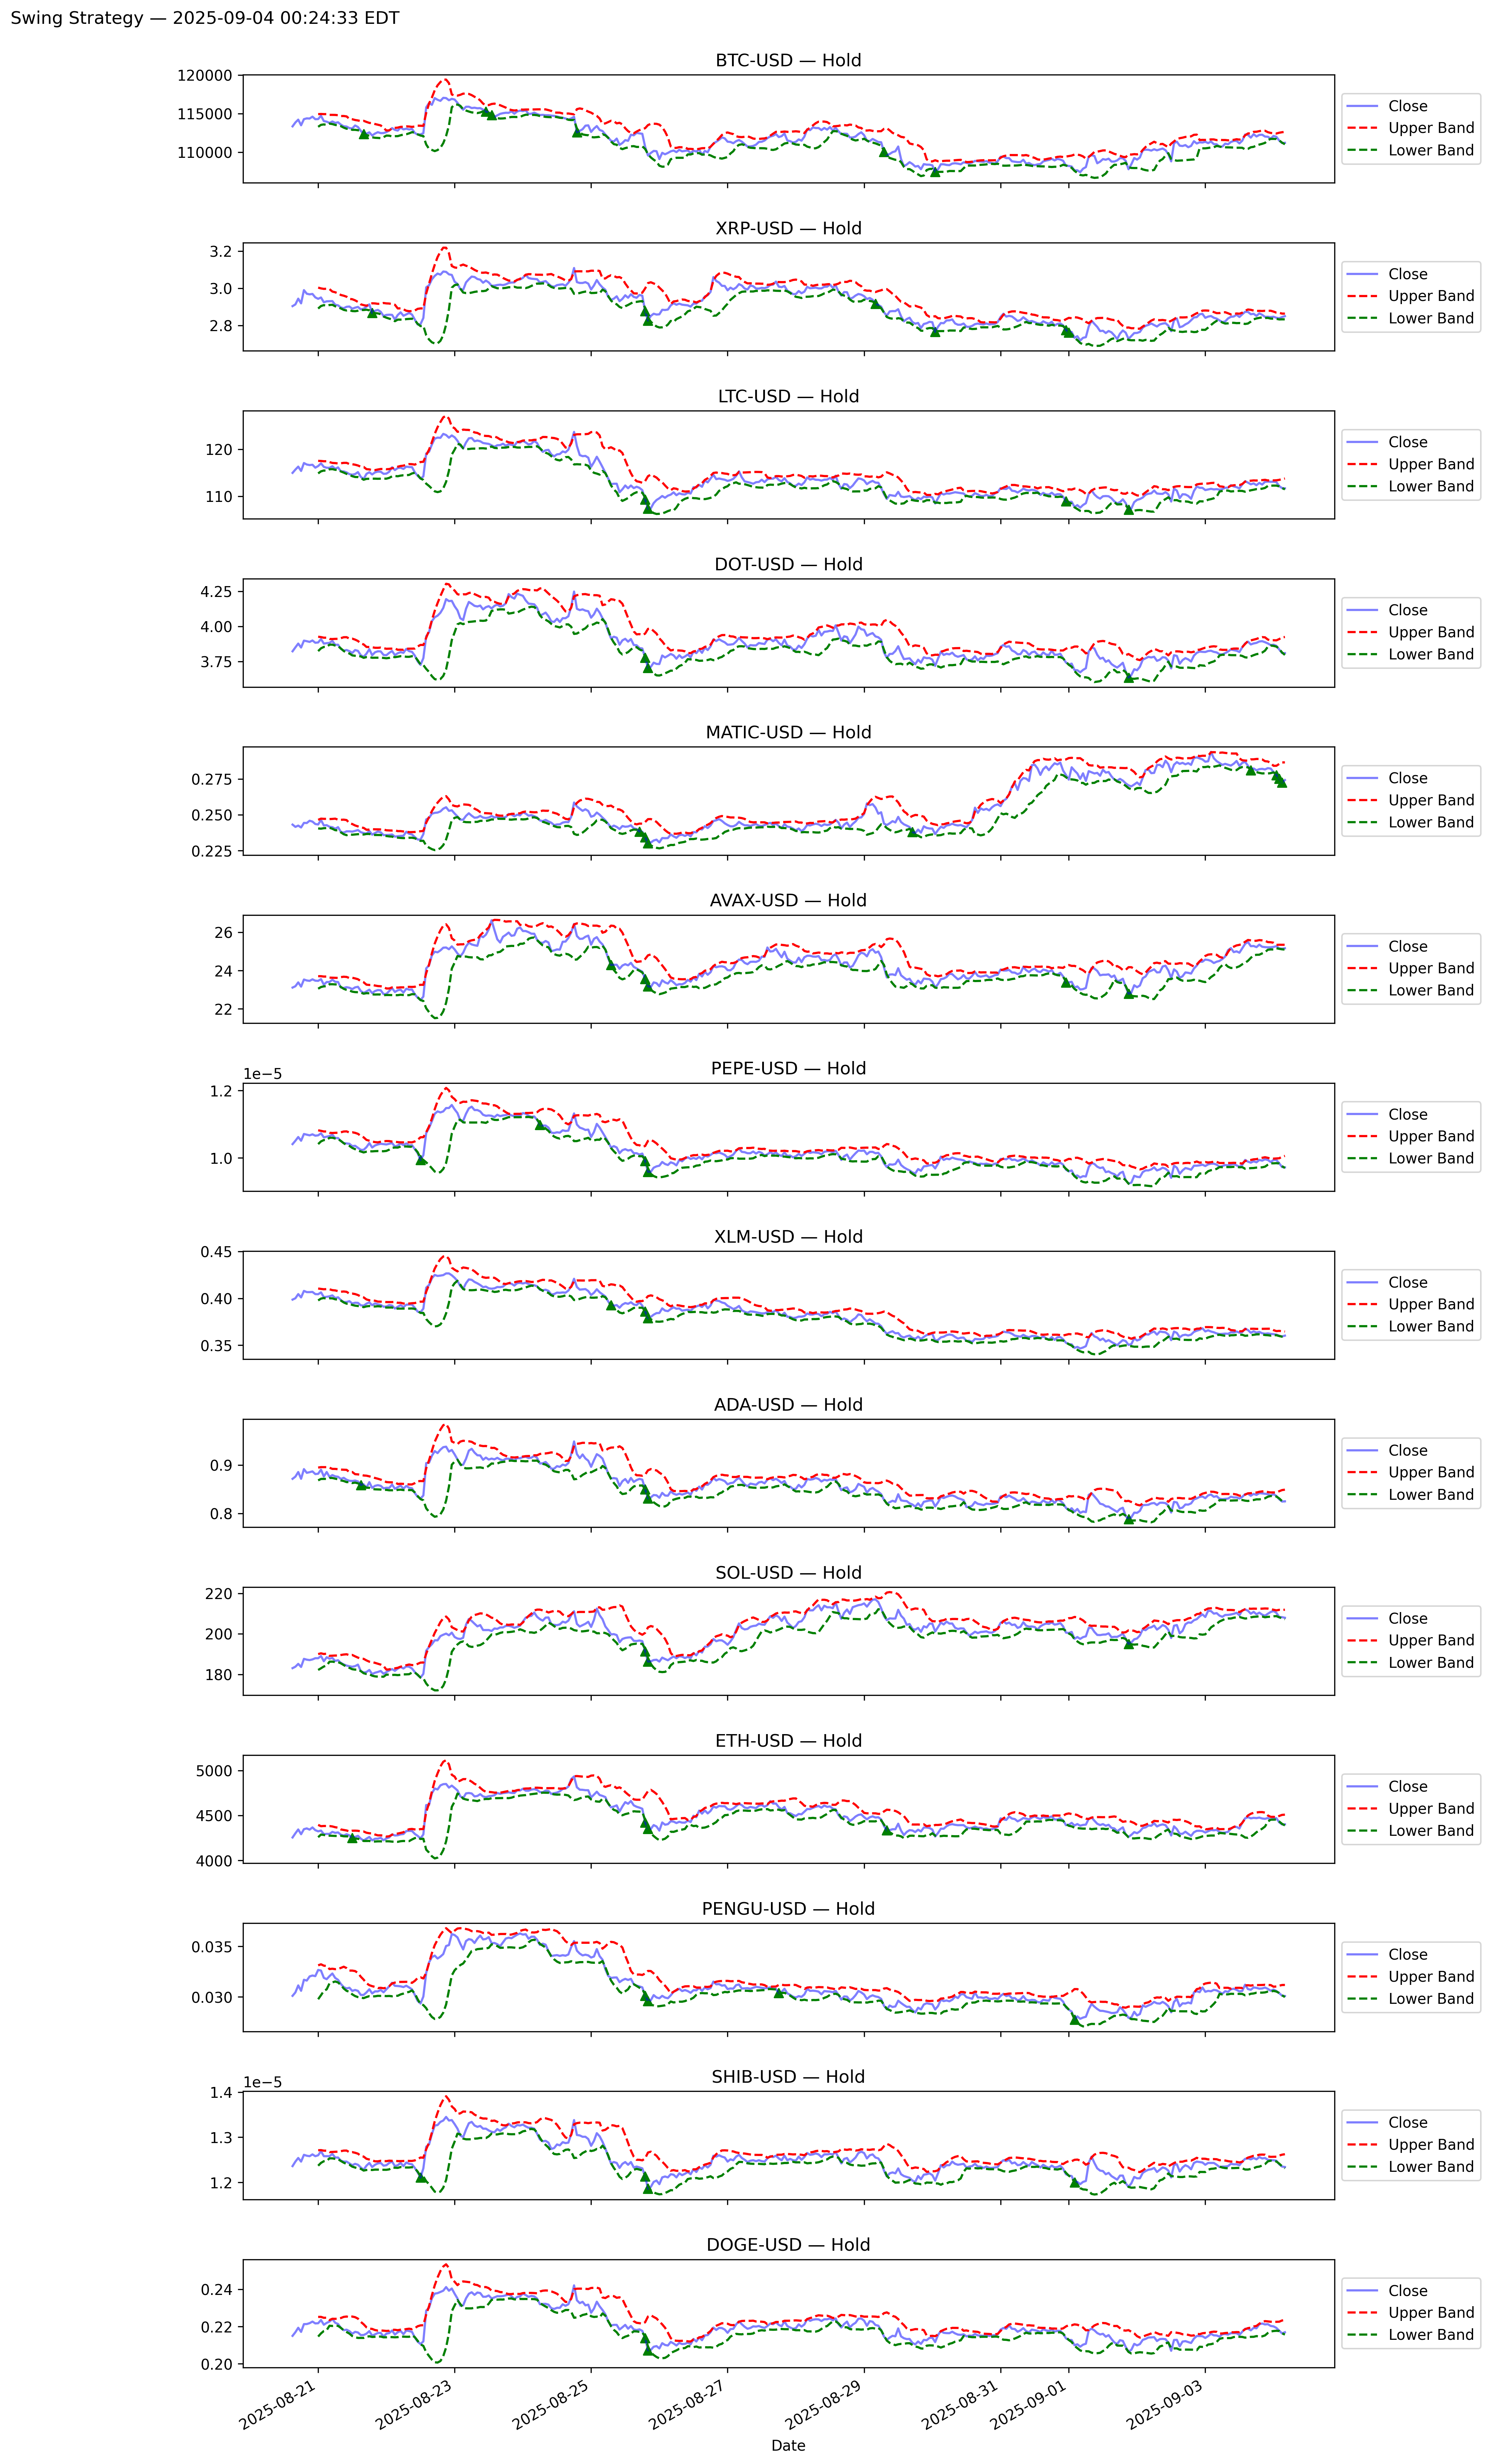 Swing Strategy — 2025-09-04 00:24:33 EDT
BTC-USD — Hold
120000
115000
110000
Close
Upper Band
Lower Band
XRP-USD — Hold
3.2
3.0
2.8
Close
Upper Band
Lower Band
LTC-USD — Hold
120
110
Close
Upper Band
Lower Band
DOT-USD — Hold
4.25
4.00
3.75
Close
Upper Band
Lower Band
MATIC-USD — Hold
0.275
0.250
0.225
Close
Upper Band
Lower Band
AVAX-USD — Hold
26
24
22
Close
Upper Band
Lower Band
PEPE-USD — Hold
1e−5
1.2
1.0
Close
Upper Band
Lower Band
XLM-USD — Hold
0.45
0.40
0.35
Close
Upper Band
Lower Band
ADA-USD — Hold
0.9
0.8
Close
Upper Band
Lower Band
SOL-USD — Hold
220
200
180
Close
Upper Band
Lower Band
ETH-USD — Hold
5000
4500
4000
Close
Upper Band
Lower Band
PENGU-USD — Hold
0.035
0.030
Close
Upper Band
Lower Band
SHIB-USD — Hold
1e−5
1.4
1.3
1.2
Close
Upper Band
Lower Band
DOGE-USD — Hold
0.24
0.22
0.20
Close
Upper Band
Lower Band
2025-08-21
2025-08-23
2025-08-25
2025-08-27
2025-08-29
2025-08-31
2025-09-01
2025-09-03
Date